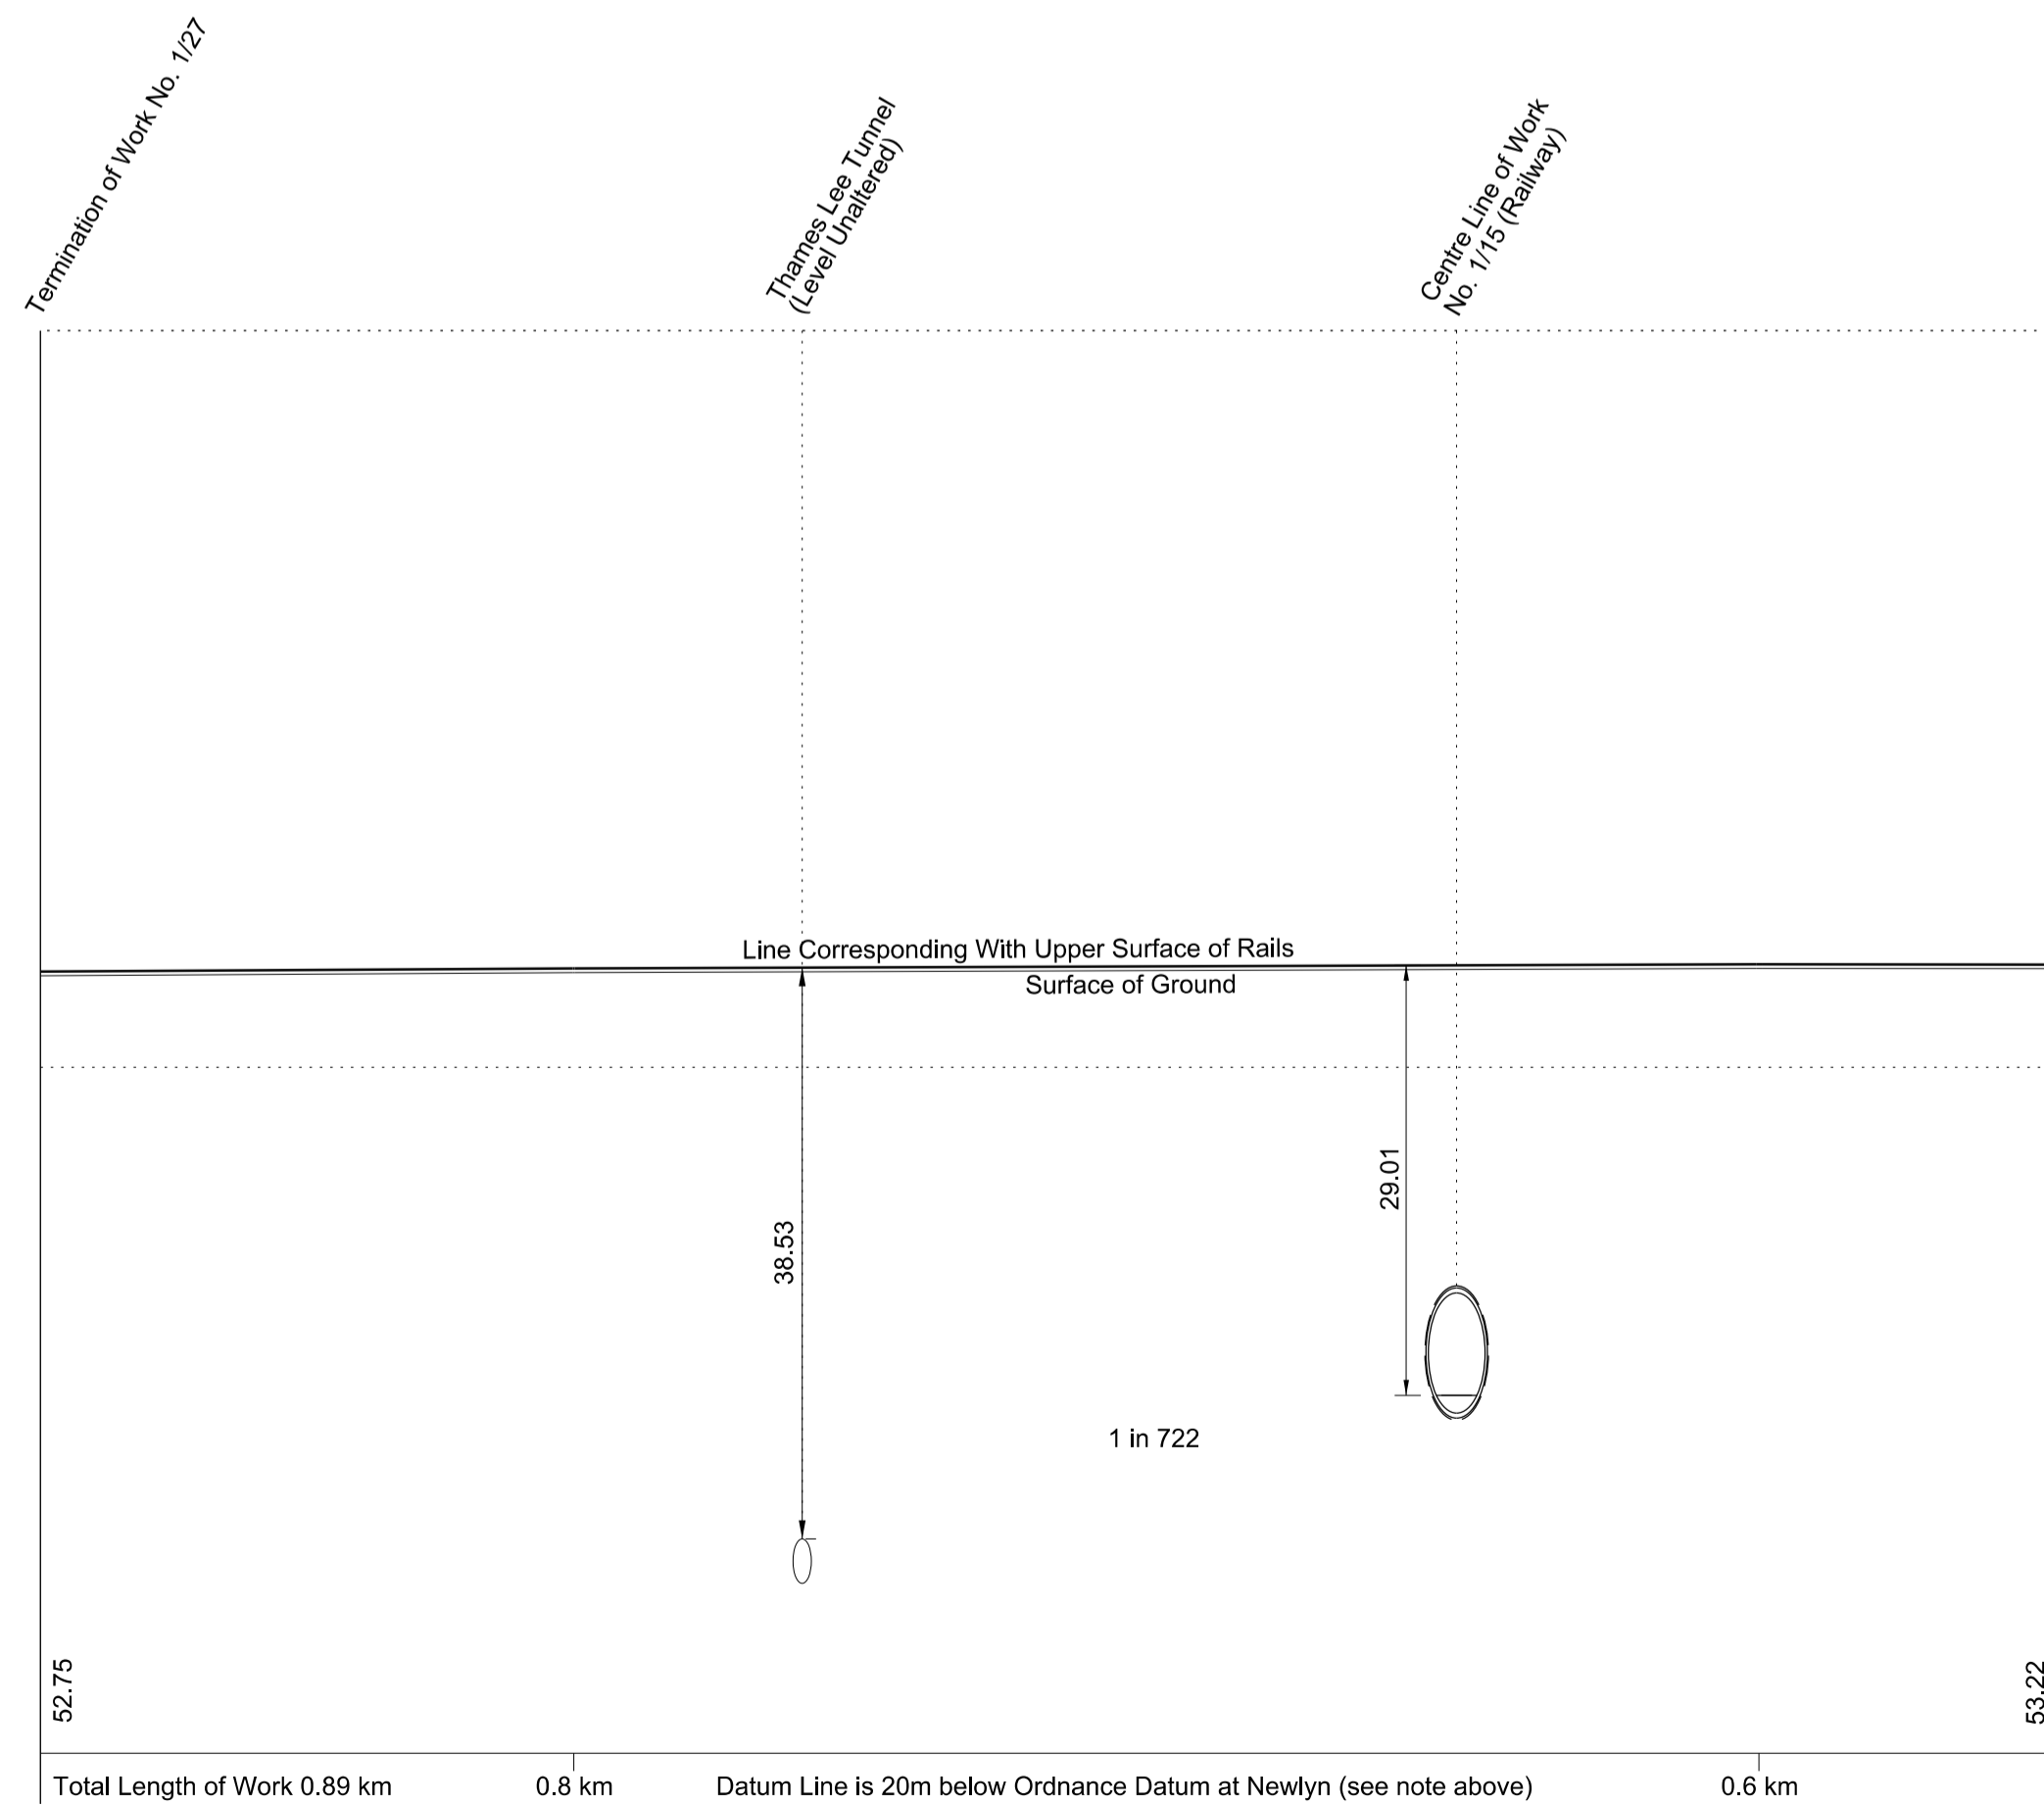 Termination of Work No. 1/27
Thames Lee Tunnel
(Level Unaltered)
Centre Line of Work
No. 1/15 (Railway)
Line Corresponding With Upper Surface of Rails
Surface of Ground
38.53
29.01
1 in 722
52.75
53.22
Total Length of Work 0.89 km
0.8 km
Datum Line is 20m below Ordnance Datum at Newlyn (see note above)
0.6 km